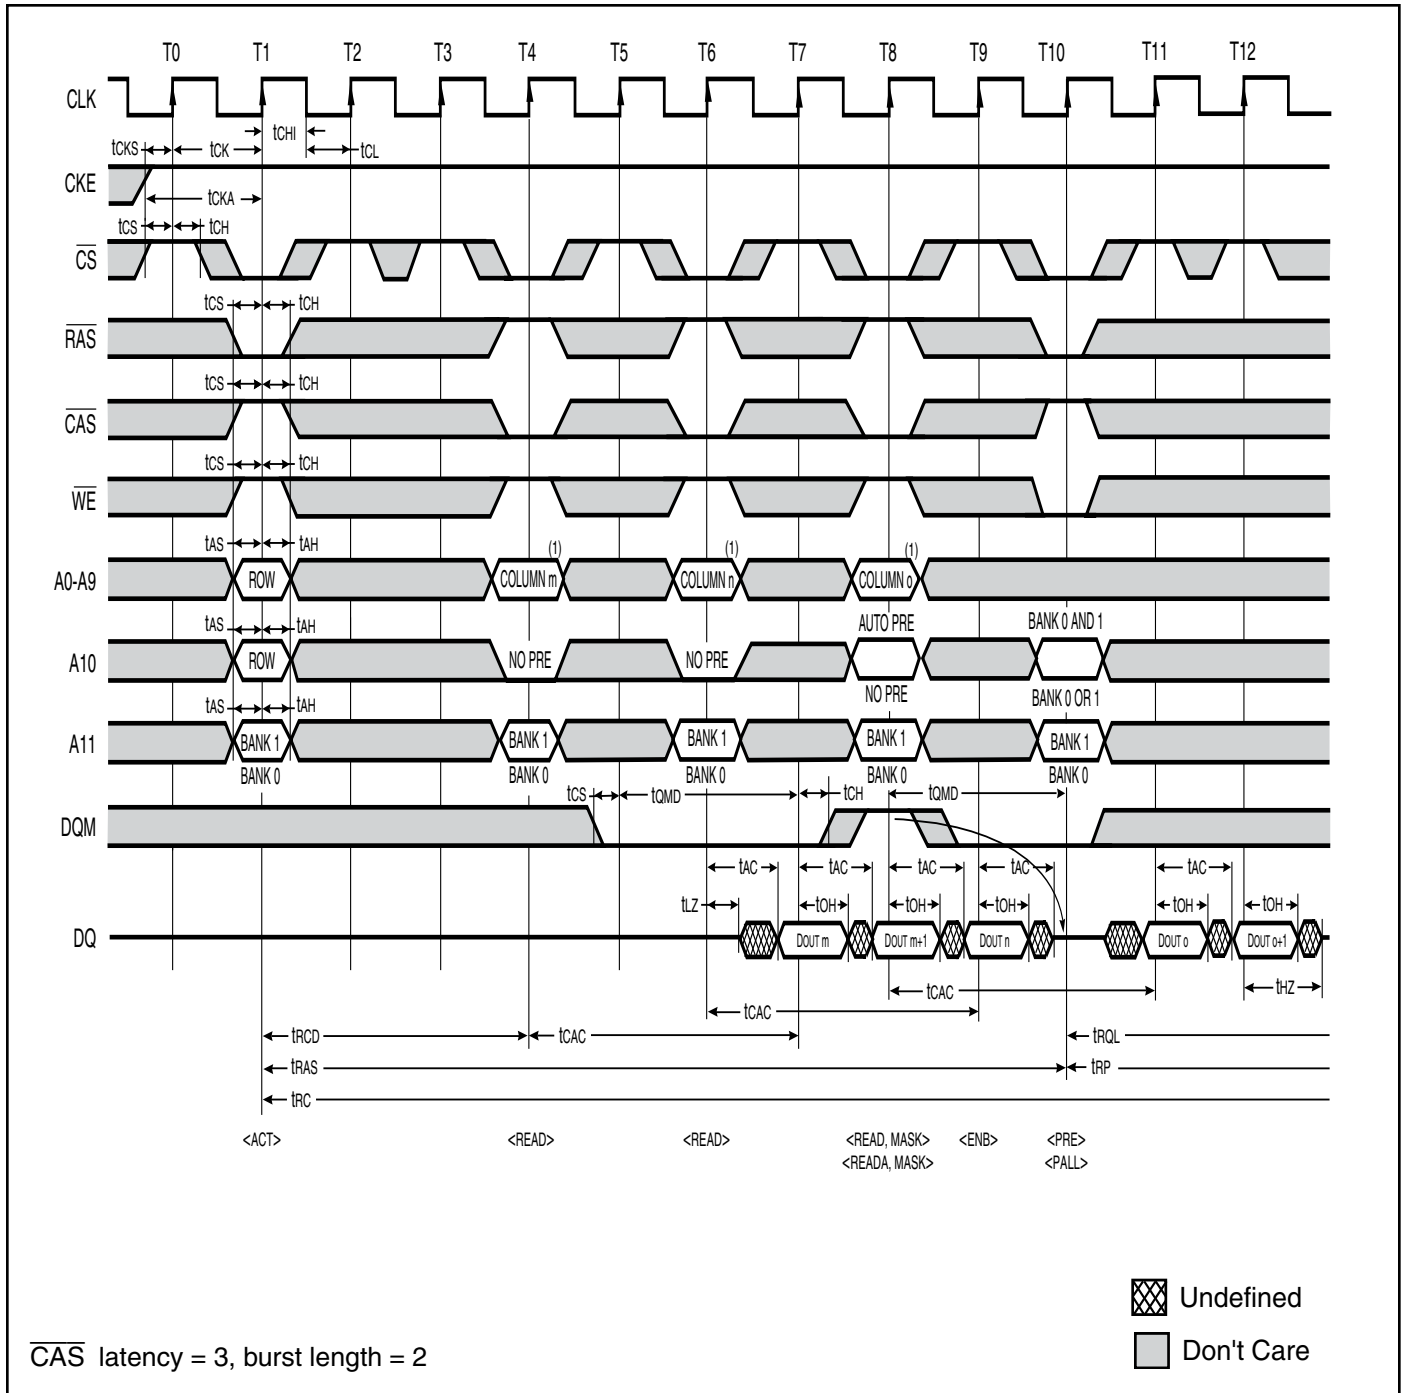 T0 T1 T2 T3 T4 T5 T6 T7 T8 T9 T10 T11 T12
CLK
tCHI
tCKS tCK tCL
CKE
tCKA
tCS tCH
CS
tCS tCH
RAS
tCS tCH
CAS
tCS tCH
WE
tAS tAH (1) (1) (1)
A0-A9 ROW COLUMN m COLUMN n COLUMN o
tAS tAH AUTO PRE BANK 0 AND 1
A10 ROW NO PRE NO PRE
tAS tAH NO PRE BANK 0 OR 1
A11 BANK 1 BANK 1 BANK 1 BANK 1 BANK 1
BANK 0 BANK 0 BANK 0 BANK 0 BANK 0
tCS tQMD tCH tQMD
DQM
tAC tAC tAC tAC tAC
tLZ tOH tOH tOH tOH tOH
DQ DOUT m DOUT m+1 DOUT n DOUT o DOUT o+1
tCAC tHZ
tCAC
tRCD tCAC tRQL
tRAS tRP
tRC
<ACT> <READ> <READ> <READ, MASK> <ENB> <PRE>
<READA, MASK> <PALL>
Undefined
Don't Care
CAS latency = 3, burst length = 2